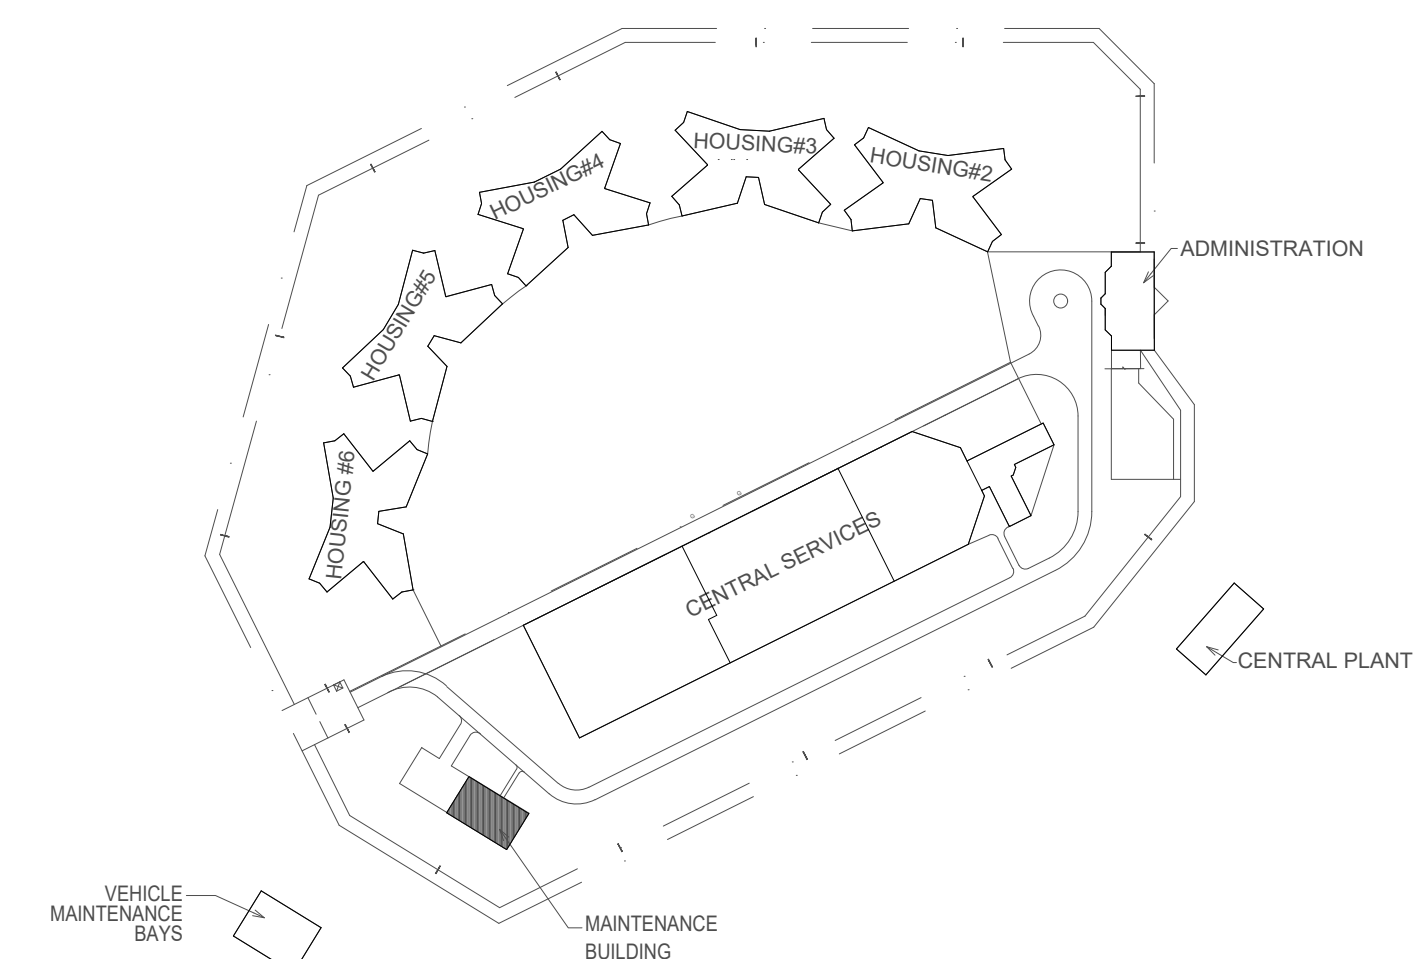 HOUSING#3
HOUSING#2
HOUSING#4
ADMINISTRATION
HOUSING#5
HOUSING #6
CENTRAL SERVICES
CENTRAL PLANT
VEHICLE
MAINTENANCE
BAYS
MAINTENANCE
BUILDING